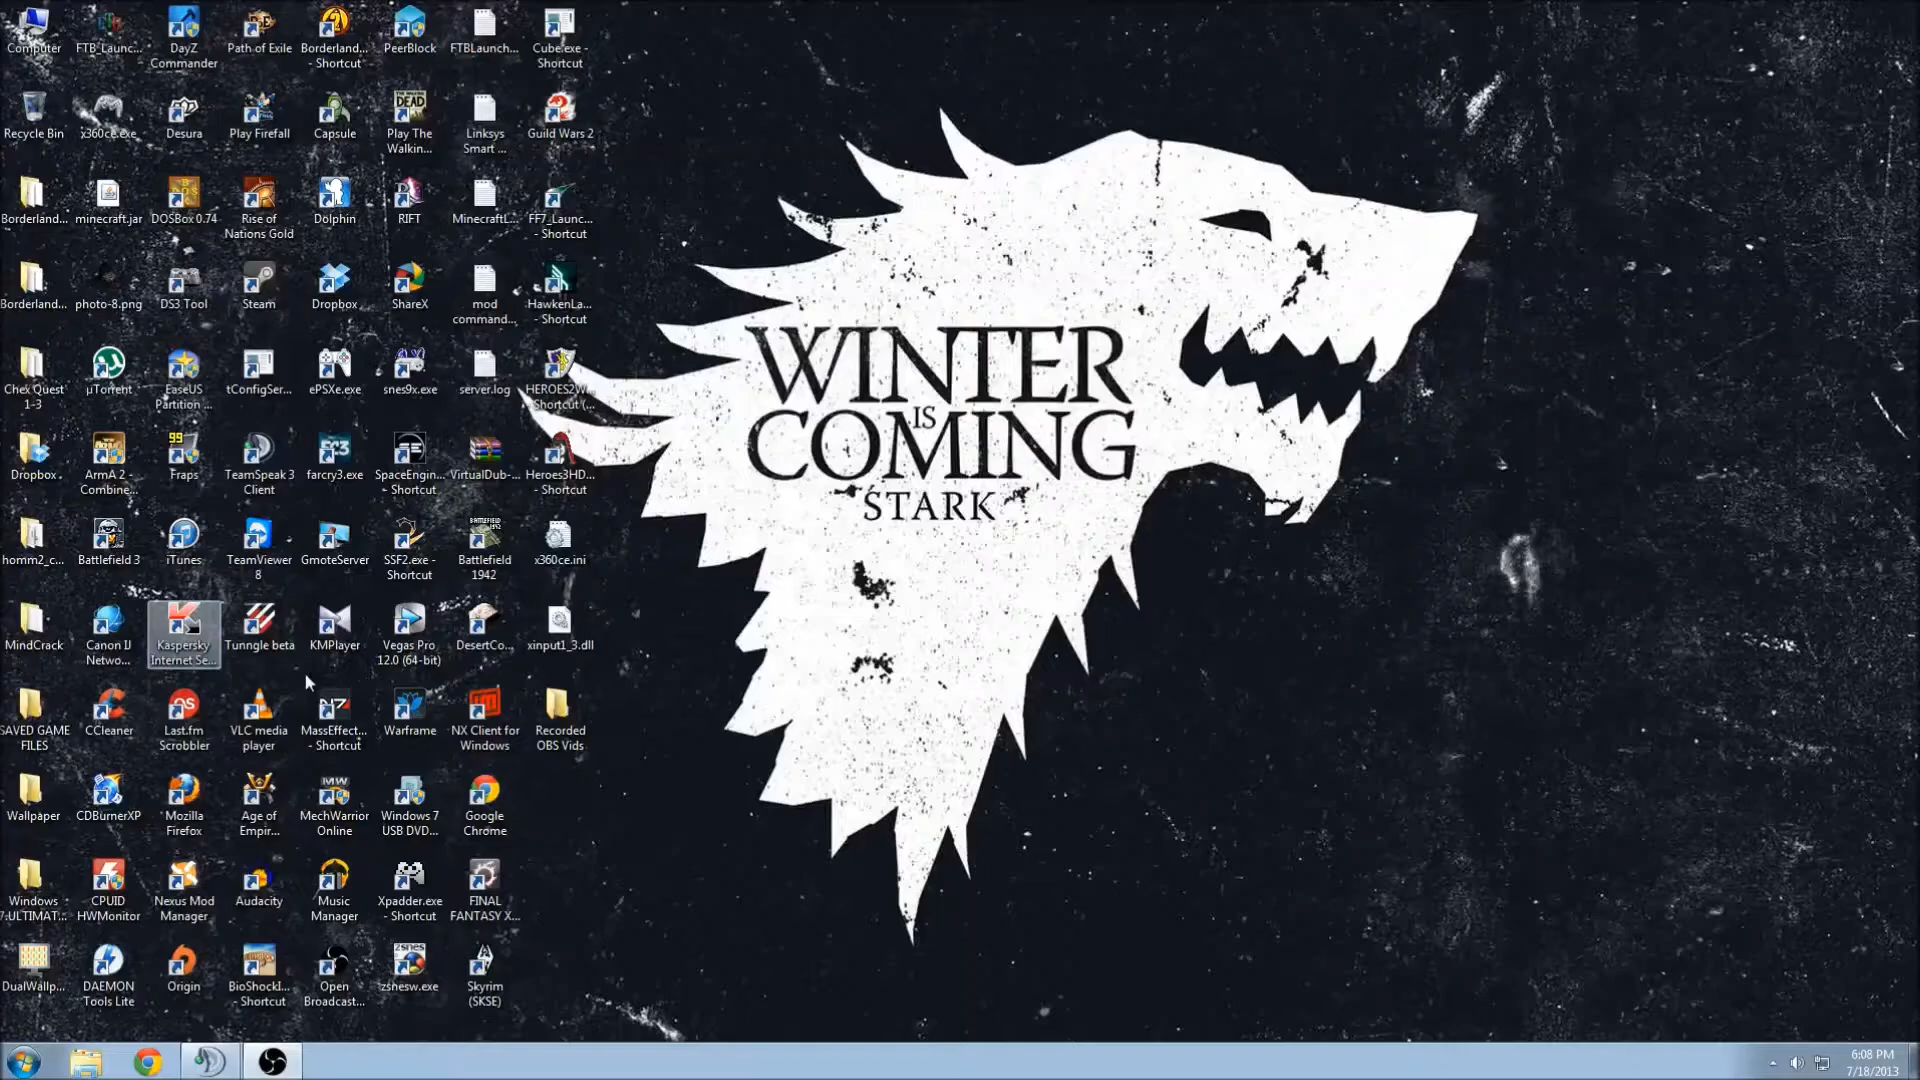 Computer
FTB_Launc...
DayZ
Commander
Path of Exile
Borderland...
- Shortcut
PeerBlock
FTBLaunch...
Cube.exe -
Shortcut
Recycle Bin
x360ce.exe
Desura
Play Firefall
Capsule
THE WALKING
DEAD
Play The
Walkin...
Linksys
Smart ...
Guild Wars 2
Borderland...
minecraft.jar
DOSBox 0.74
Rise of
Nations Gold
Dolphin
RIFT
MinecraftL...
FF7_Launc...
- Shortcut
Borderland...
photo-8.png
DS3 Tool
Steam
Dropbox
ShareX
mod
command...
HawkenLa...
- Shortcut
Chex Quest
1-3
µTorrent
EaseUS
Partition ...
tConfigSer...
ePSXe.exe
snes9x.exe
server.log
HEROES2W...
- Shortcut (...
Dropbox
ArmA 2 -
Combine...
99
Fraps
TeamSpeak 3
Client
FC3
farcry3.exe
SpaceEngin...
- Shortcut
VirtualDub-...
Heroes3HD...
- Shortcut
homm2_c...
Battlefield 3
iTunes
TeamViewer
8
GmoteServer
SSF2.exe -
Shortcut
BATTLEFIELD
1942
Battlefield
1942
x360ce.ini
MindCrack
Canon IJ
Netwo...
Kaspersky
Internet Se...
Tunngle beta
KMPlayer
Vegas Pro
12.0 (64-bit)
DesertCo...
xinput1_3.dll
SAVED GAME
FILES
CCleaner
Last.fm
Scrobbler
VLC media
player
N7
MassEffect...
- Shortcut
Warframe
NX Client for
Windows
Recorded
OBS Vids
Wallpaper
CDBurnerXP
Mozilla
Firefox
Age of
Empir...
MW
MechWarrior
Online
Windows 7
USB DVD...
Google
Chrome
Windows
7:ULTIMAT...
CPUID
HWMonitor
Nexus Mod
Manager
Audacity
Music
Manager
Xpadder.exe
- Shortcut
FINAL
FANTASY X...
DualWallp...
DAEMON
Tools Lite
Origin
BioShockI...
- Shortcut
Open
Broadcast...
zsnes
zsnesw.exe
Skyrim
(SKSE)
WINTER
IS
COMING
STARK
6:08 PM
7/18/2013